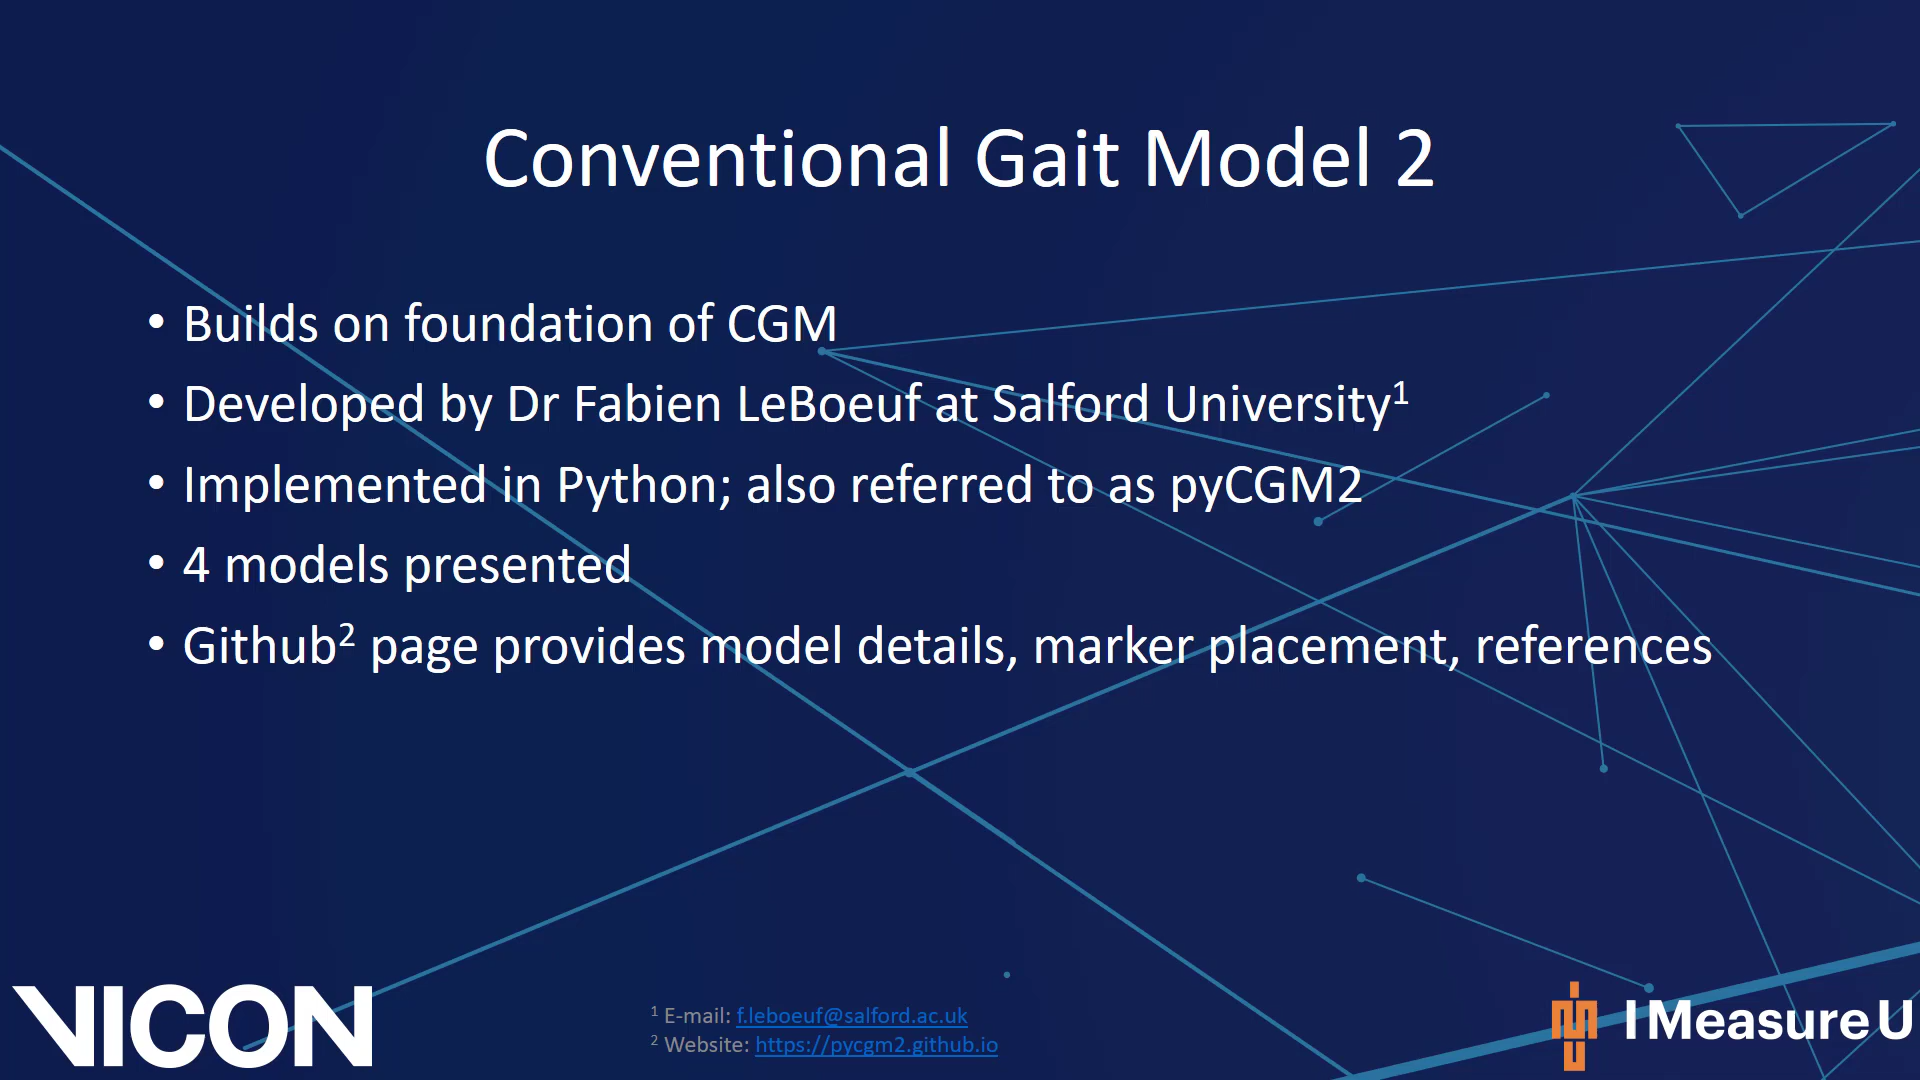 Conventional Gait Model 2
• Builds on foundation of CGM
• Developed by Dr Fabien LeBoeuf at Salford University¹
• Implemented in Python; also referred to as pyCGM2
• 4 models presented
• Github² page provides model details, marker placement, references
¹ E-mail: f.leboeuf@salford.ac.uk
² Website: https://pycgm2.github.io
VICON
I Measure U